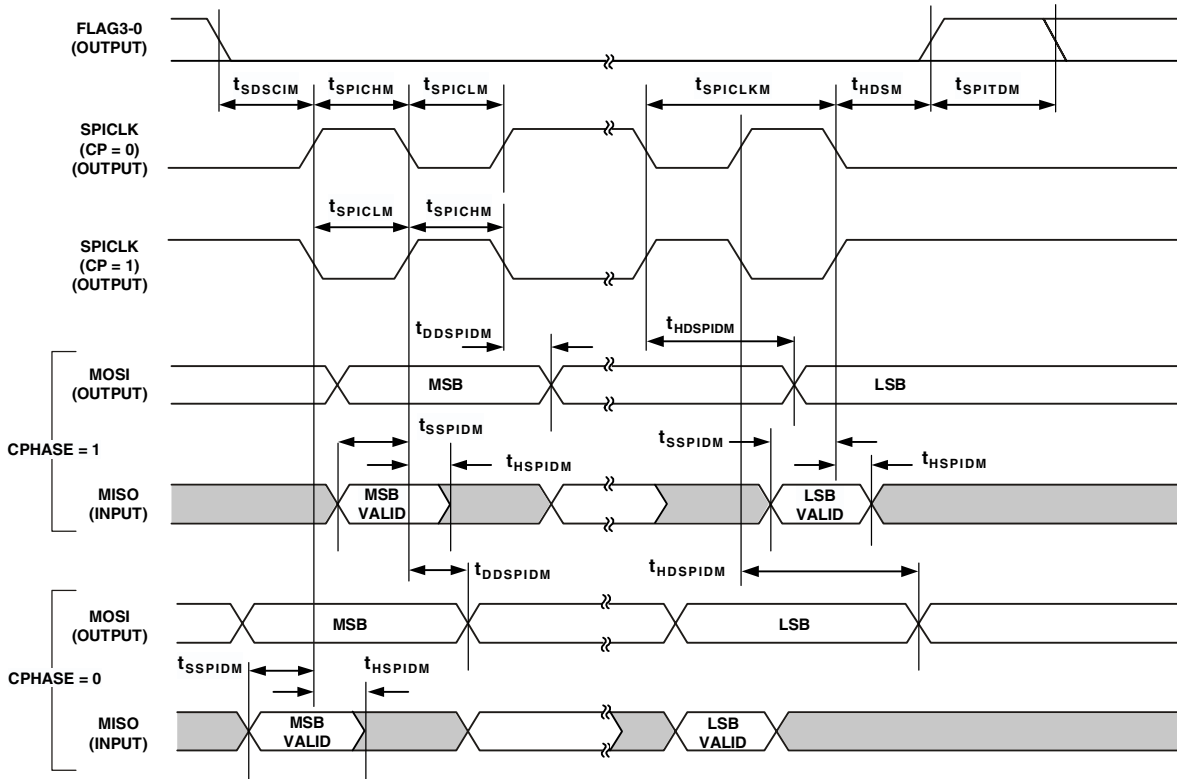 FLAG3-0
(OUTPUT)
tSDSCIM tSPICHM tSPICLM tSPICLKM tHDSM tSPITDM
SPICLK
(CP = 0)
(OUTPUT)
tSPICLM tSPICHM
SPICLK
(CP = 1)
(OUTPUT)
tDDSPIDM tHDSPIDM
CPHASE = 1
MOSI
(OUTPUT)
MSB LSB
tSSPIDM tHSPIDM tSSPIDM tHSPIDM
MISO
(INPUT)
MSB
VALID
LSB
VALID
tDDSPIDM tHDSPIDM
CPHASE = 0
MOSI
(OUTPUT)
MSB LSB
tSSPIDM tHSPIDM
MISO
(INPUT)
MSB
VALID
LSB
VALID